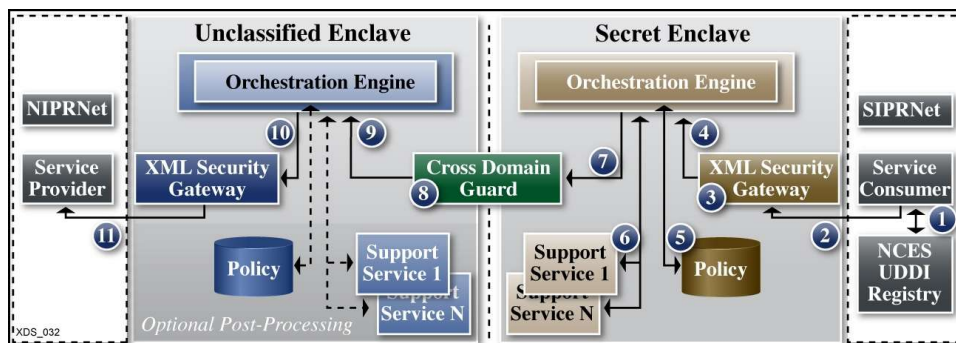 Unclassified Enclave
Secret Enclave
Orchestration Engine
Orchestration Engine
NIPRNet
SIPRNet
10
9
7
4
Service
Provider
XML Security
Gateway
Cross Domain
Guard
8
XML Security
Gateway
3
Service
Consumer
11
2
1
Policy
Support
Service 1
Support
Service N
6
Support
Service 1
Support
Service N
5
Policy
NCES
UDDI
Registry
Optional Post-Processing
XDS_032